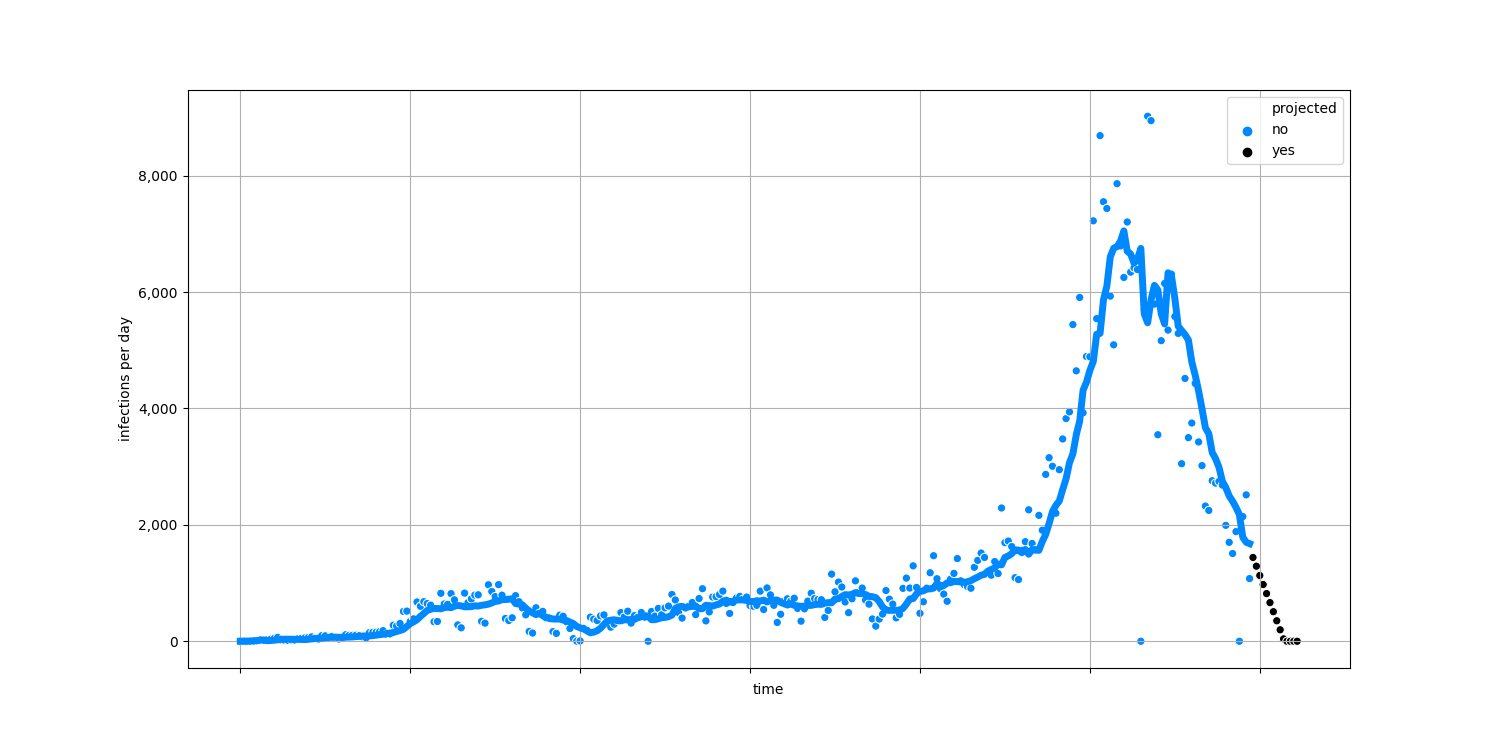 projected
no
yes
8,000
6,000
4,000
2,000
0
infections per day
time